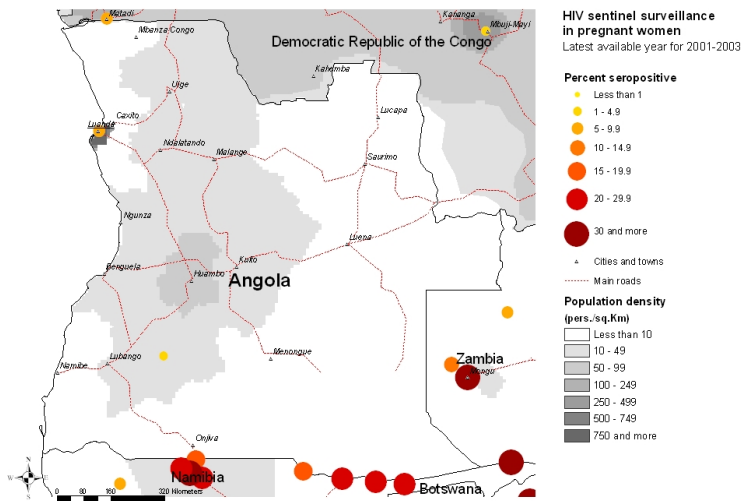 HIV sentinel surveillance
in pregnant women
Latest available year for 2001-2003
Percent seropositive
Less than 1
1 - 4.9
5 - 9.9
10 - 14.9
15 - 19.9
20 - 29.9
30 and more
Cities and towns
Main roads
Population density
(pers./sq.Km)
Less than 10
10 - 49
50 - 99
100 - 249
250 - 499
500 - 749
750 and more
Matadi
Mbanza Congo
Democratic Republic of the Congo
Kananga
Mbuji-Mayi
Kahemba
Uige
Caxito
Luanda
Lucapa
Ndalatando
Malange
Saurimo
Ngunza
Luena
Benguela
Huambo
Kuito
Angola
Lubango
Namibe
Menongue
Zambia
Mongu
Onjiva
Namibia
Botswana
N
W
E
S
0
80
160
320 Kilometers